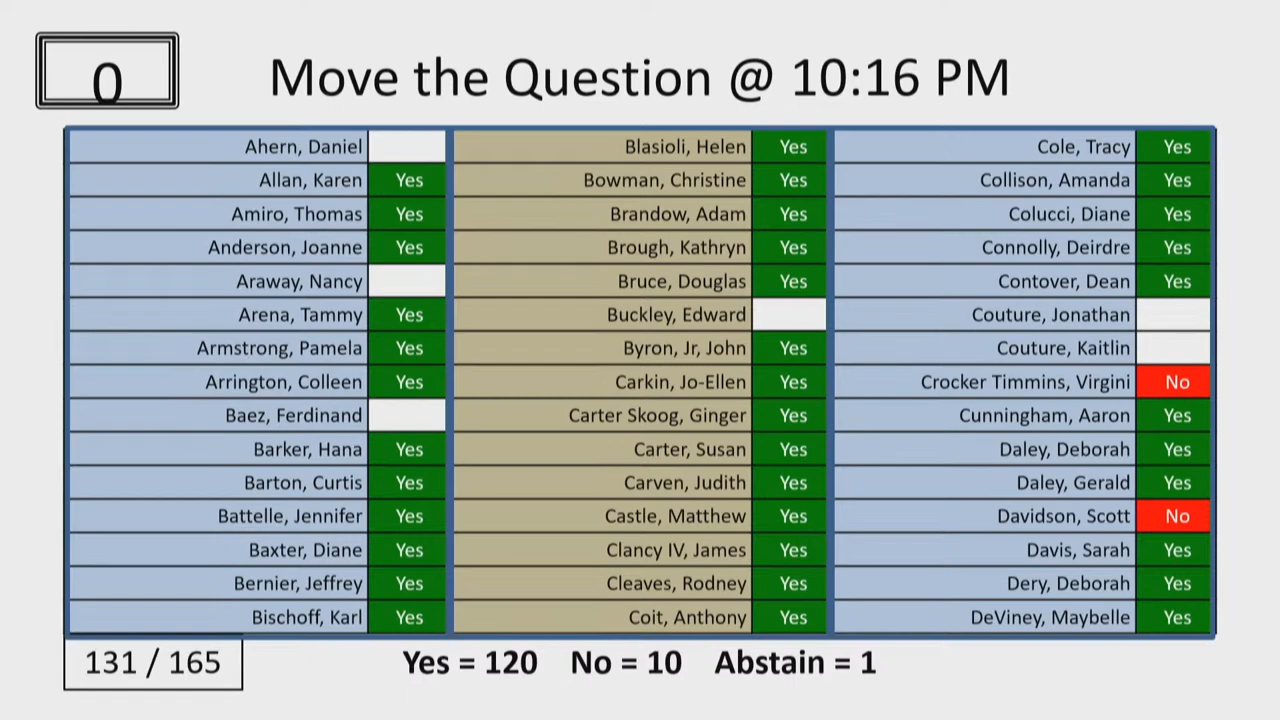 0
Move the Question @ 10:16 PM
Ahern, Daniel
Allan, Karen Yes
Amiro, Thomas Yes
Anderson, Joanne Yes
Araway, Nancy
Arena, Tammy Yes
Armstrong, Pamela Yes
Arrington, Colleen Yes
Baez, Ferdinand
Barker, Hana Yes
Barton, Curtis Yes
Battelle, Jennifer Yes
Baxter, Diane Yes
Bernier, Jeffrey Yes
Bischoff, Karl Yes
Blasioli, Helen Yes
Bowman, Christine Yes
Brandow, Adam Yes
Brough, Kathryn Yes
Bruce, Douglas Yes
Buckley, Edward
Byron, Jr, John Yes
Carkin, Jo-Ellen Yes
Carter Skoog, Ginger Yes
Carter, Susan Yes
Carven, Judith Yes
Castle, Matthew Yes
Clancy IV, James Yes
Cleaves, Rodney Yes
Coit, Anthony Yes
Cole, Tracy Yes
Collison, Amanda Yes
Colucci, Diane Yes
Connolly, Deirdre Yes
Contover, Dean Yes
Couture, Jonathan
Couture, Kaitlin
Crocker Timmins, Virgini No
Cunningham, Aaron Yes
Daley, Deborah Yes
Daley, Gerald Yes
Davidson, Scott No
Davis, Sarah Yes
Dery, Deborah Yes
DeViney, Maybelle Yes
131 / 165
Yes = 120 No = 10 Abstain = 1